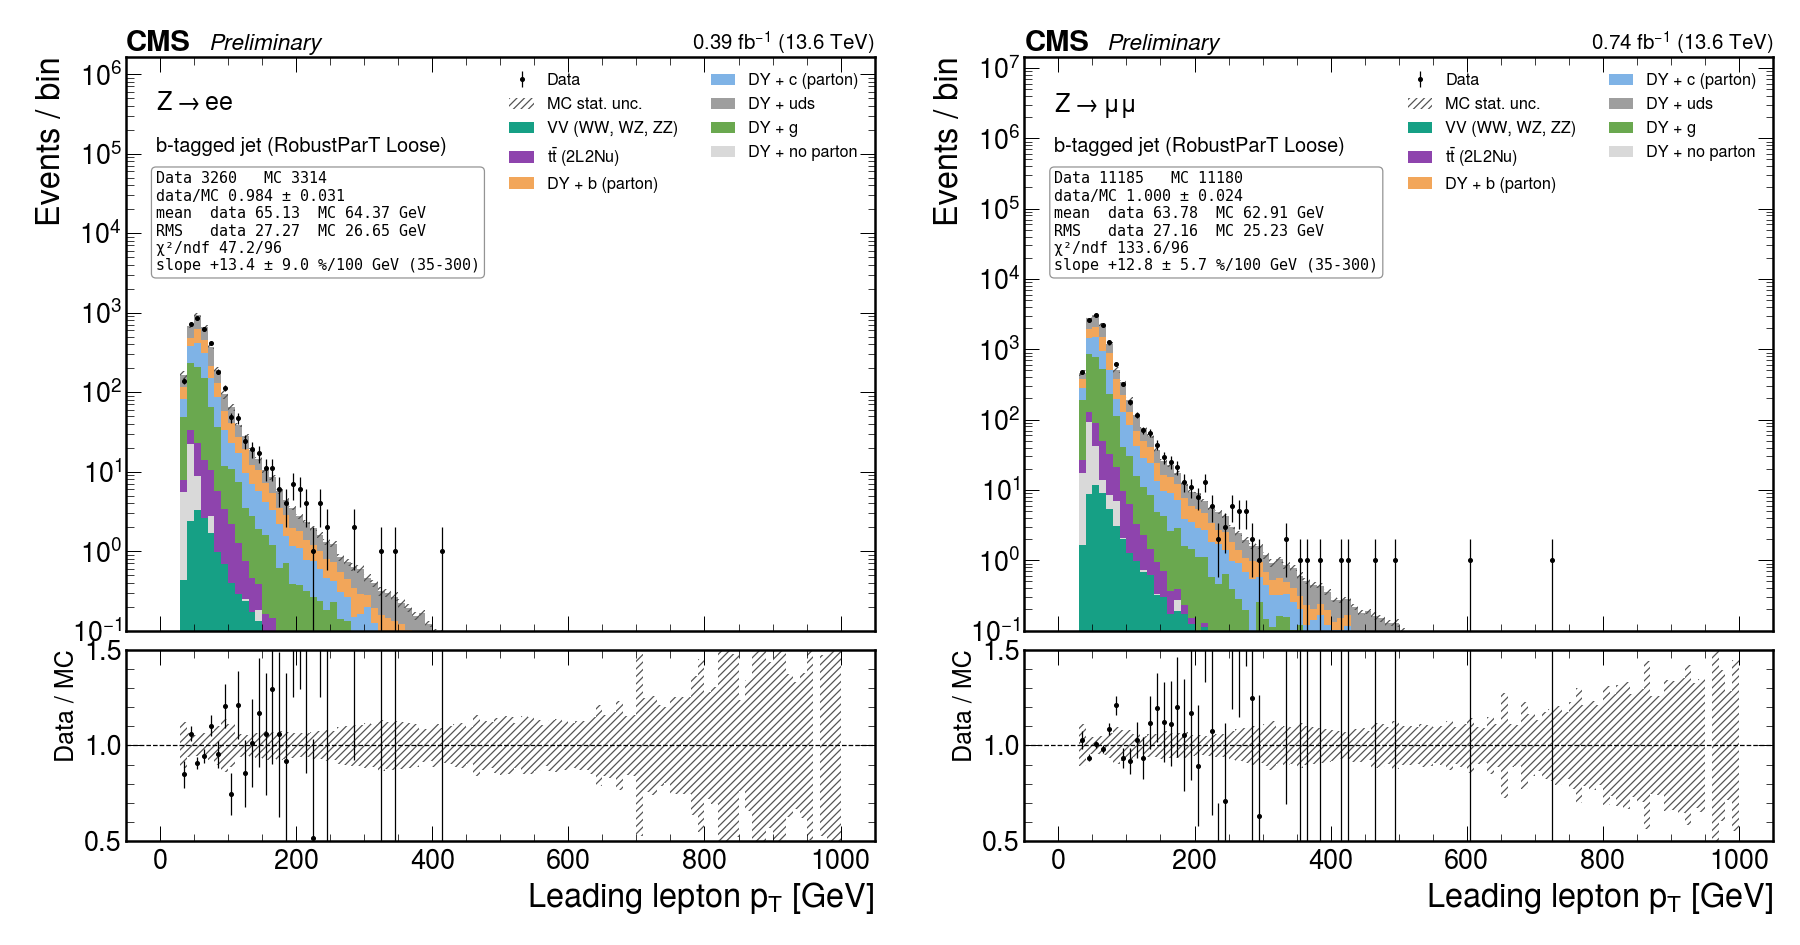 CMS Preliminary 0.39 fb⁻¹ (13.6 TeV)
Events / bin
10⁶
10⁵
10⁴
10³
10²
10¹
10⁰
10⁻¹
Z → ee
b-tagged jet (RobustParT Loose)
Data 3260 MC 3314
data/MC 0.984 ± 0.031
mean data 65.13 MC 64.37 GeV
RMS data 27.27 MC 26.65 GeV
χ²/ndf 47.2/96
slope +13.4 ± 9.0 %/100 GeV (35-300)
Data
MC stat. unc.
VV (WW, WZ, ZZ)
tt̄ (2L2Nu)
DY + b (parton)
DY + c (parton)
DY + uds
DY + g
DY + no parton
Data / MC
1.5
1.0
0.5
0 200 400 600 800 1000
Leading lepton p_T [GeV]
CMS Preliminary 0.74 fb⁻¹ (13.6 TeV)
Events / bin
10⁷
10⁶
10⁵
10⁴
10³
10²
10¹
10⁰
10⁻¹
Z → μμ
b-tagged jet (RobustParT Loose)
Data 11185 MC 11180
data/MC 1.000 ± 0.024
mean data 63.78 MC 62.91 GeV
RMS data 27.16 MC 25.23 GeV
χ²/ndf 133.6/96
slope +12.8 ± 5.7 %/100 GeV (35-300)
Data
MC stat. unc.
VV (WW, WZ, ZZ)
tt̄ (2L2Nu)
DY + b (parton)
DY + c (parton)
DY + uds
DY + g
DY + no parton
Data / MC
1.5
1.0
0.5
0 200 400 600 800 1000
Leading lepton p_T [GeV]